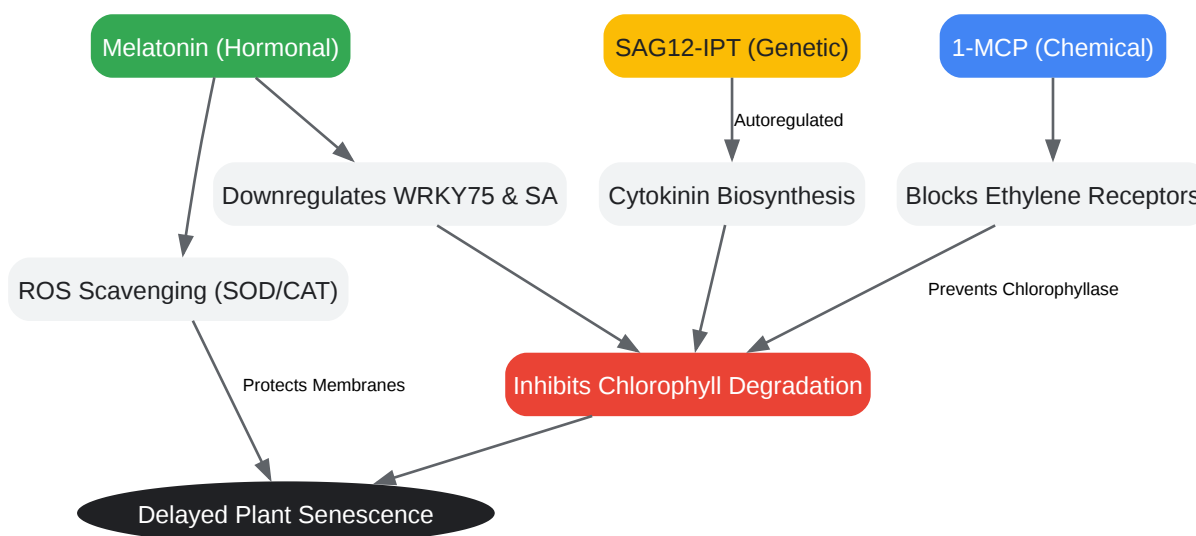 Melatonin (Hormonal)
SAG12-IPT (Genetic)
1-MCP (Chemical)
Autoregulated
Downregulates WRKY75 & SA
Cytokinin Biosynthesis
Blocks Ethylene Receptors
ROS Scavenging (SOD/CAT)
Prevents Chlorophyllase
Protects Membranes
Inhibits Chlorophyll Degradation
Delayed Plant Senescence